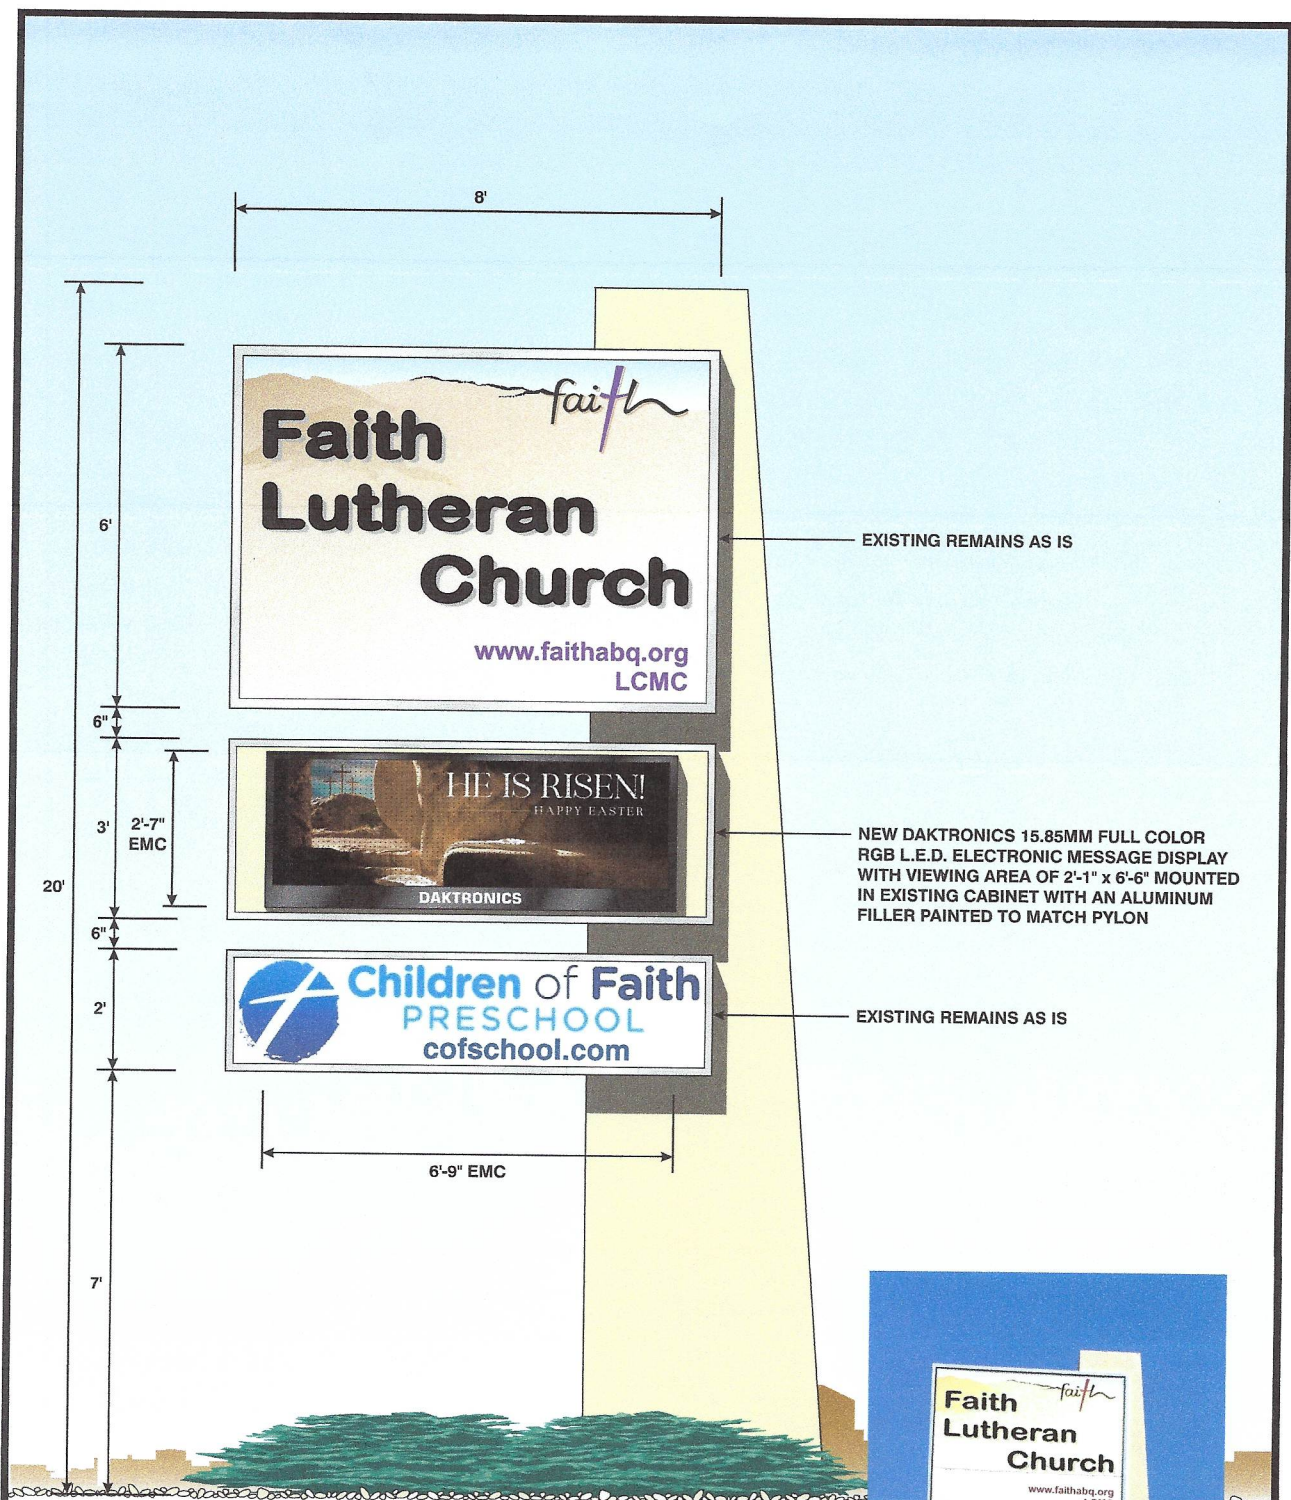 8'
20'
6'
faith
Faith
Lutheran
Church
www.faithabq.org
LCMC
EXISTING REMAINS AS IS
6"
3'
2'-7"
EMC
HE IS RISEN!
HAPPY EASTER
DAKTRONICS
NEW DAKTRONICS 15.85MM FULL COLOR
RGB L.E.D. ELECTRONIC MESSAGE DISPLAY
WITH VIEWING AREA OF 2'-1" x 6'-6" MOUNTED
IN EXISTING CABINET WITH AN ALUMINUM
FILLER PAINTED TO MATCH PYLON
6"
2'
Children of Faith
PRESCHOOL
cofschool.com
EXISTING REMAINS AS IS
6'-9" EMC
7'
faith
Faith
Lutheran
Church
www.faithabq.org